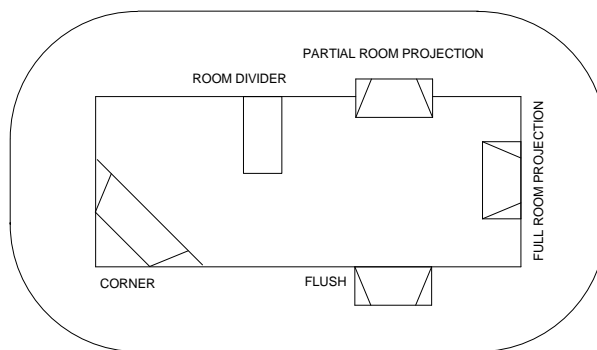 PARTIAL ROOM PROJECTION
ROOM DIVIDER
FULL ROOM PROJECTION
CORNER
FLUSH